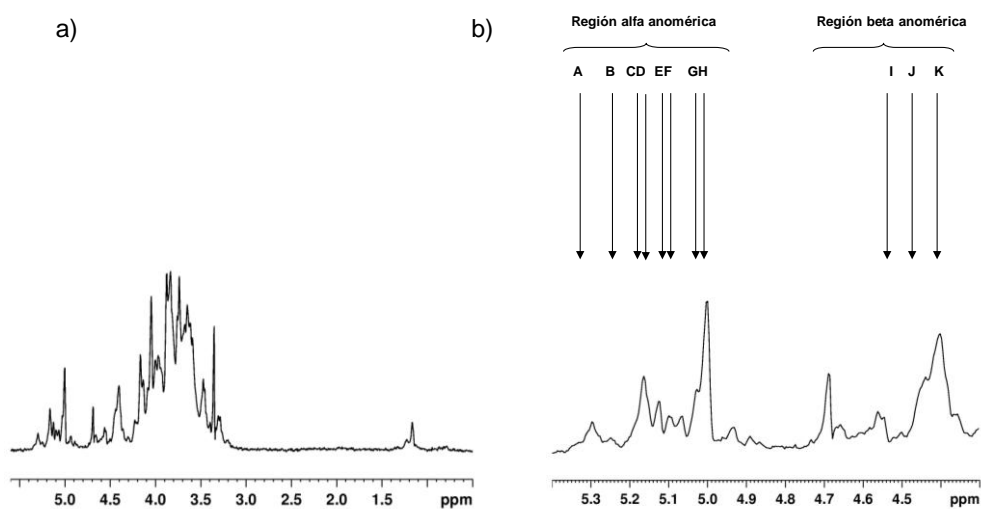 a)
5.0 4.5 4.0 3.5 3.0 2.5 2.0 1.5 ppm
b)
Región alfa anomérica Región beta anomérica
A B CD EF GH I J K
5.3 5.2 5.1 5.0 4.9 4.8 4.7 4.6 4.5 ppm